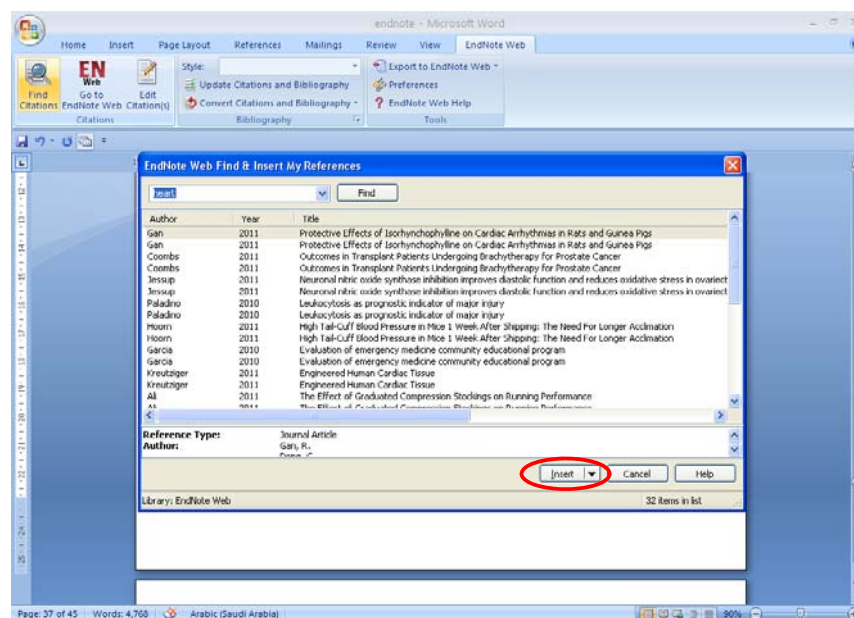 endnote - Microsoft Word
Home Insert Page Layout References Mailings Review View EndNote Web
Find Citations
EN Web
Go to EndNote Web
Edit Citation(s)
Style:
Update Citations and Bibliography
Convert Citations and Bibliography
Export to EndNote Web
Preferences
EndNote Web Help
Citations Bibliography Tools
EndNote Web Find & Insert My References
heart Find
Author Year Title
Gan 2011 Protective Effects of Isorhynchophylline on Cardiac Arrhythmias in Rats and Guinea Pigs
Gan 2011 Protective Effects of Isorhynchophylline on Cardiac Arrhythmias in Rats and Guinea Pigs
Coombs 2011 Outcomes in Transplant Patients Undergoing Brachytherapy for Prostate Cancer
Coombs 2011 Outcomes in Transplant Patients Undergoing Brachytherapy for Prostate Cancer
Jessup 2011 Neuronal nitric oxide synthase inhibition improves diastolic function and reduces oxidative stress in ovariect
Jessup 2011 Neuronal nitric oxide synthase inhibition improves diastolic function and reduces oxidative stress in ovariect
Paladino 2010 Leukocytosis as prognostic indicator of major injury
Paladino 2010 Leukocytosis as prognostic indicator of major injury
Hoorn 2011 High Tail-Cuff Blood Pressure in Mice 1 Week After Shipping: The Need For Longer Acclimation
Hoorn 2011 High Tail-Cuff Blood Pressure in Mice 1 Week After Shipping: The Need For Longer Acclimation
Garcia 2010 Evaluation of emergency medicine community educational program
Garcia 2010 Evaluation of emergency medicine community educational program
Kreutziger 2011 Engineered Human Cardiac Tissue
Kreutziger 2011 Engineered Human Cardiac Tissue
Ali 2011 The Effect of Graduated Compression Stockings on Running Performance
Ali 2011 The Effect of Graduated Compression Stockings on Running Performance
Reference Type: Journal Article
Author: Gan, R.
Insert Cancel Help
Library: EndNote Web 32 items in list
Page: 37 of 45 Words: 4,768 Arabic (Saudi Arabia) 90%